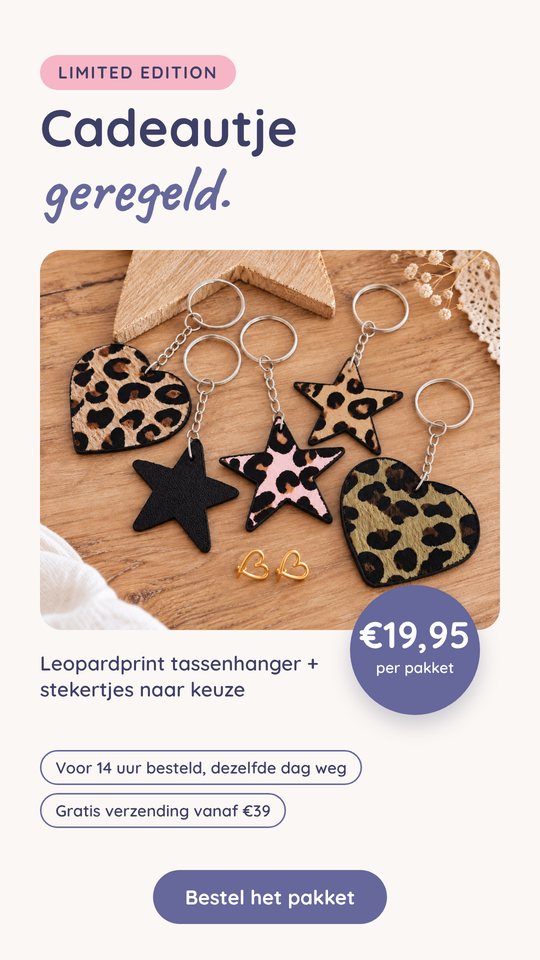 LIMITED EDITION
Cadeautje
geregeld.
€19,95
per pakket
Leopardprint tassenhanger +
stekertjes naar keuze
Voor 14 uur besteld, dezelfde dag weg
Gratis verzending vanaf €39
Bestel het pakket